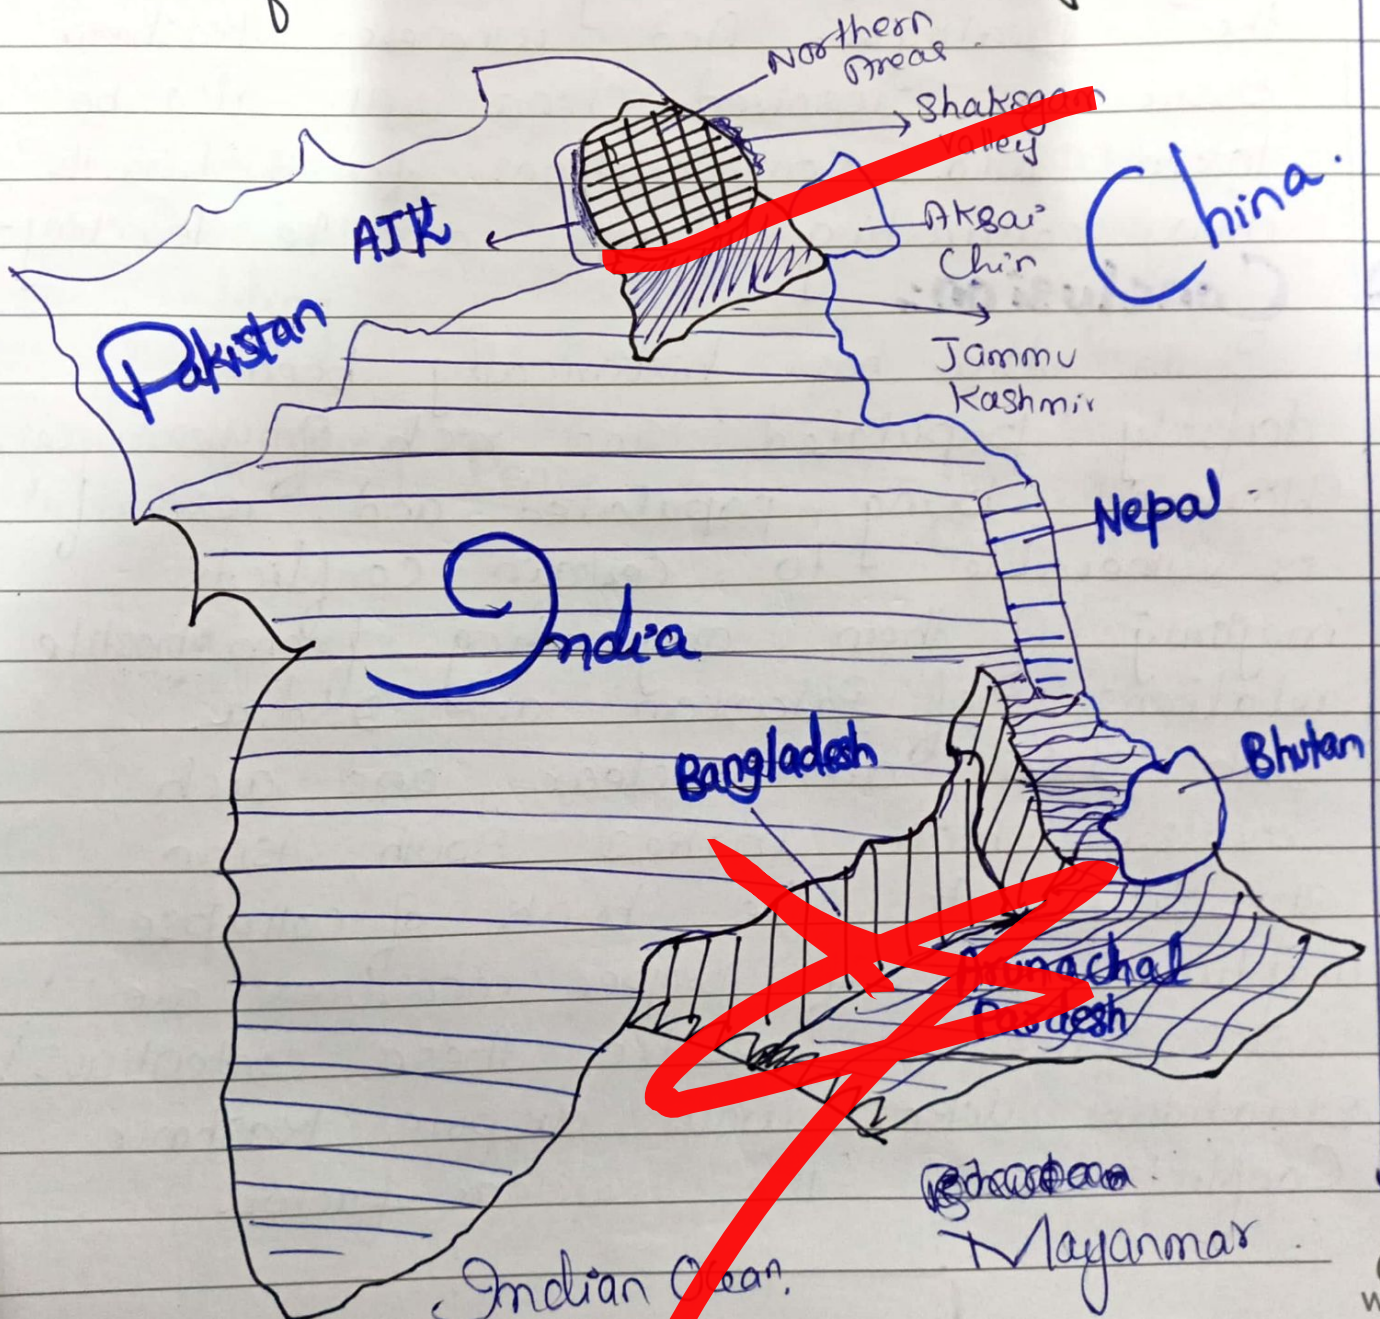 Northern
Areas.
Shaksgam
Valley
China.
AJK
Aksai
Chin
Pakistan
Jammu
Kashmir
Nepal
India
Bangladesh
Bhutan
Arunachal
Pardesh
Mayanmar
Indian Ocean.